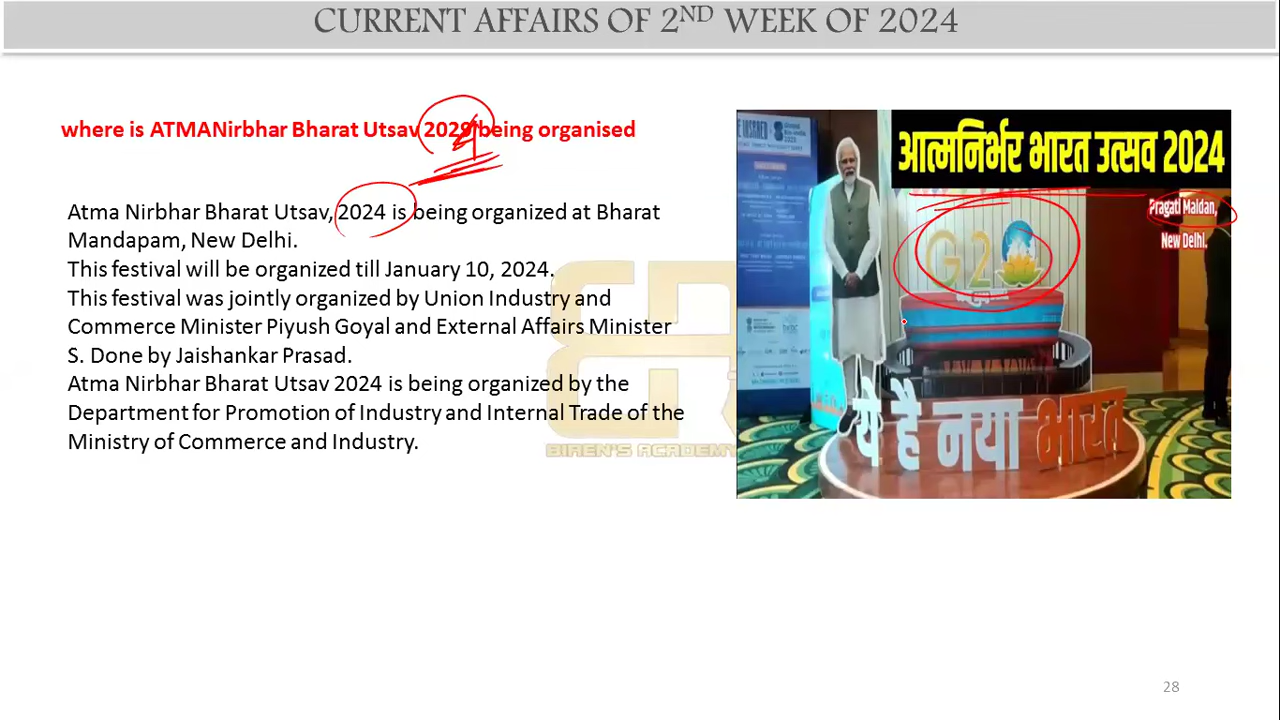 CURRENT AFFAIRS OF 2ND WEEK OF 2024
where is ATMANirbhar Bharat Utsav 2028 being organised
4
Atma Nirbhar Bharat Utsav, 2024 is being organized at Bharat
Mandapam, New Delhi.
This festival will be organized till January 10, 2024.
This festival was jointly organized by Union Industry and
Commerce Minister Piyush Goyal and External Affairs Minister
S. Done by Jaishankar Prasad.
Atma Nirbhar Bharat Utsav 2024 is being organized by the
Department for Promotion of Industry and Internal Trade of the
Ministry of Commerce and Industry.
BIREN'S ACADEMY
आत्मनिर्भर भारत उत्सव 2024
Pragati Maidan,
New Delhi.
G20
ये है नया भारत
28